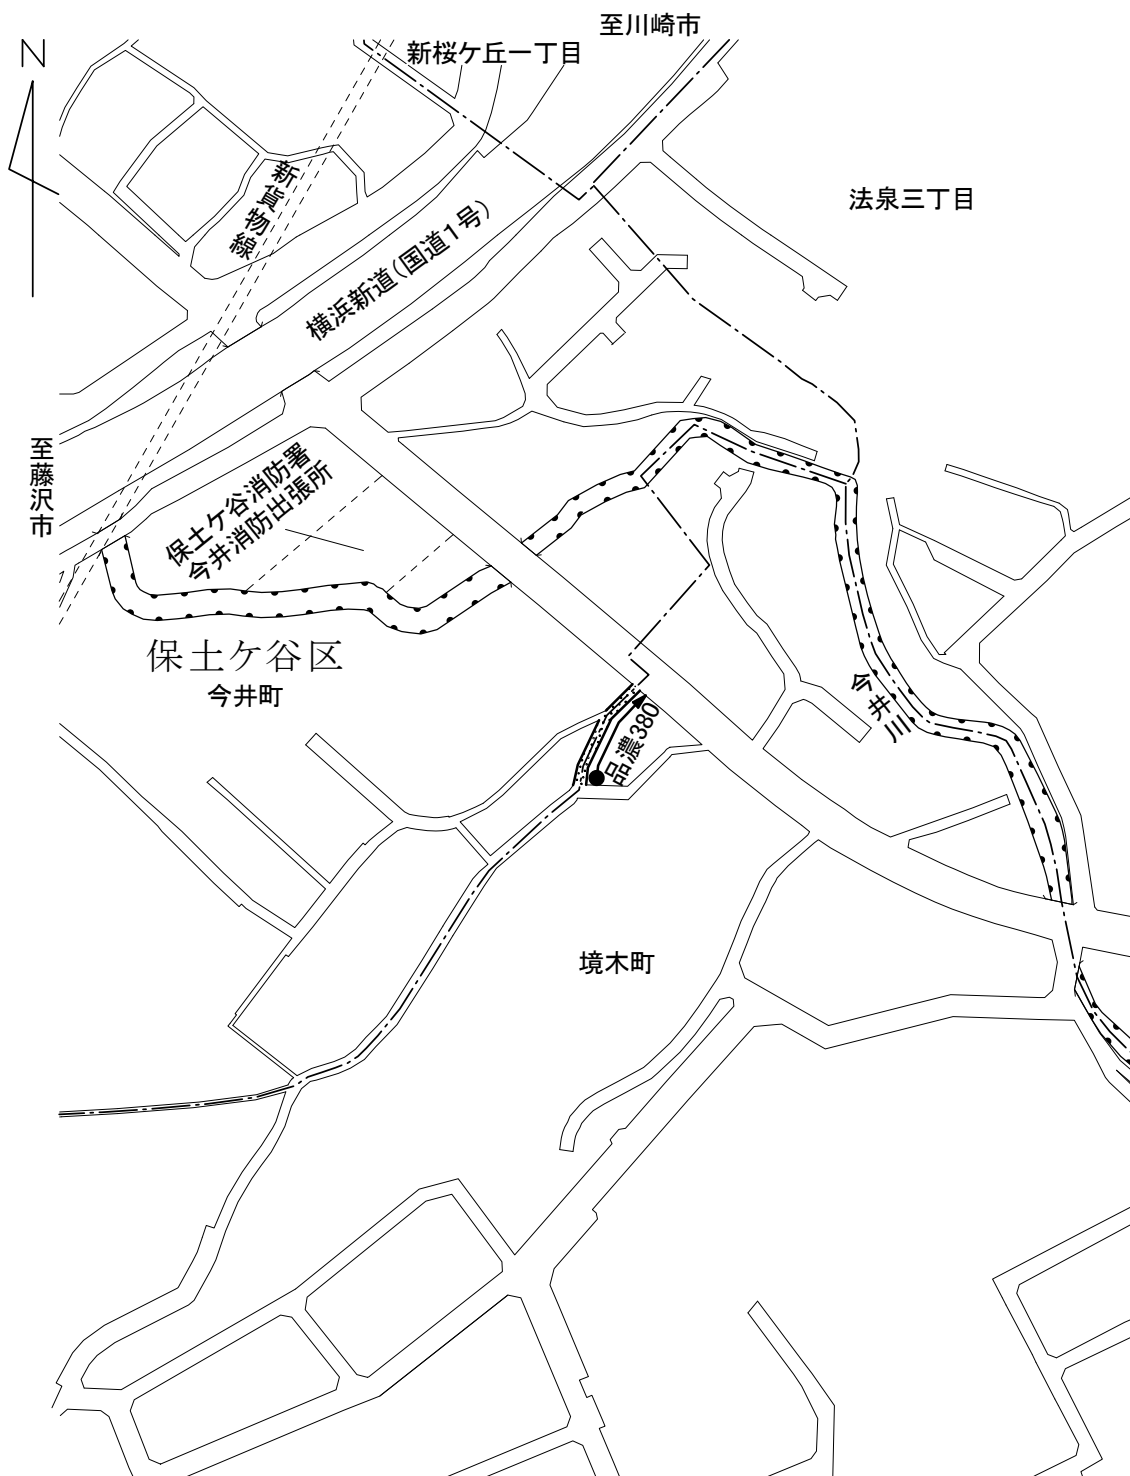 至川崎市
N
新桜ケ丘一丁目
法泉三丁目
新貨物線
横浜新道(国道1号)
至藤沢市
保土ケ谷消防署
今井消防出張所
保土ケ谷区
今井町
今井川
品濃380
境木町